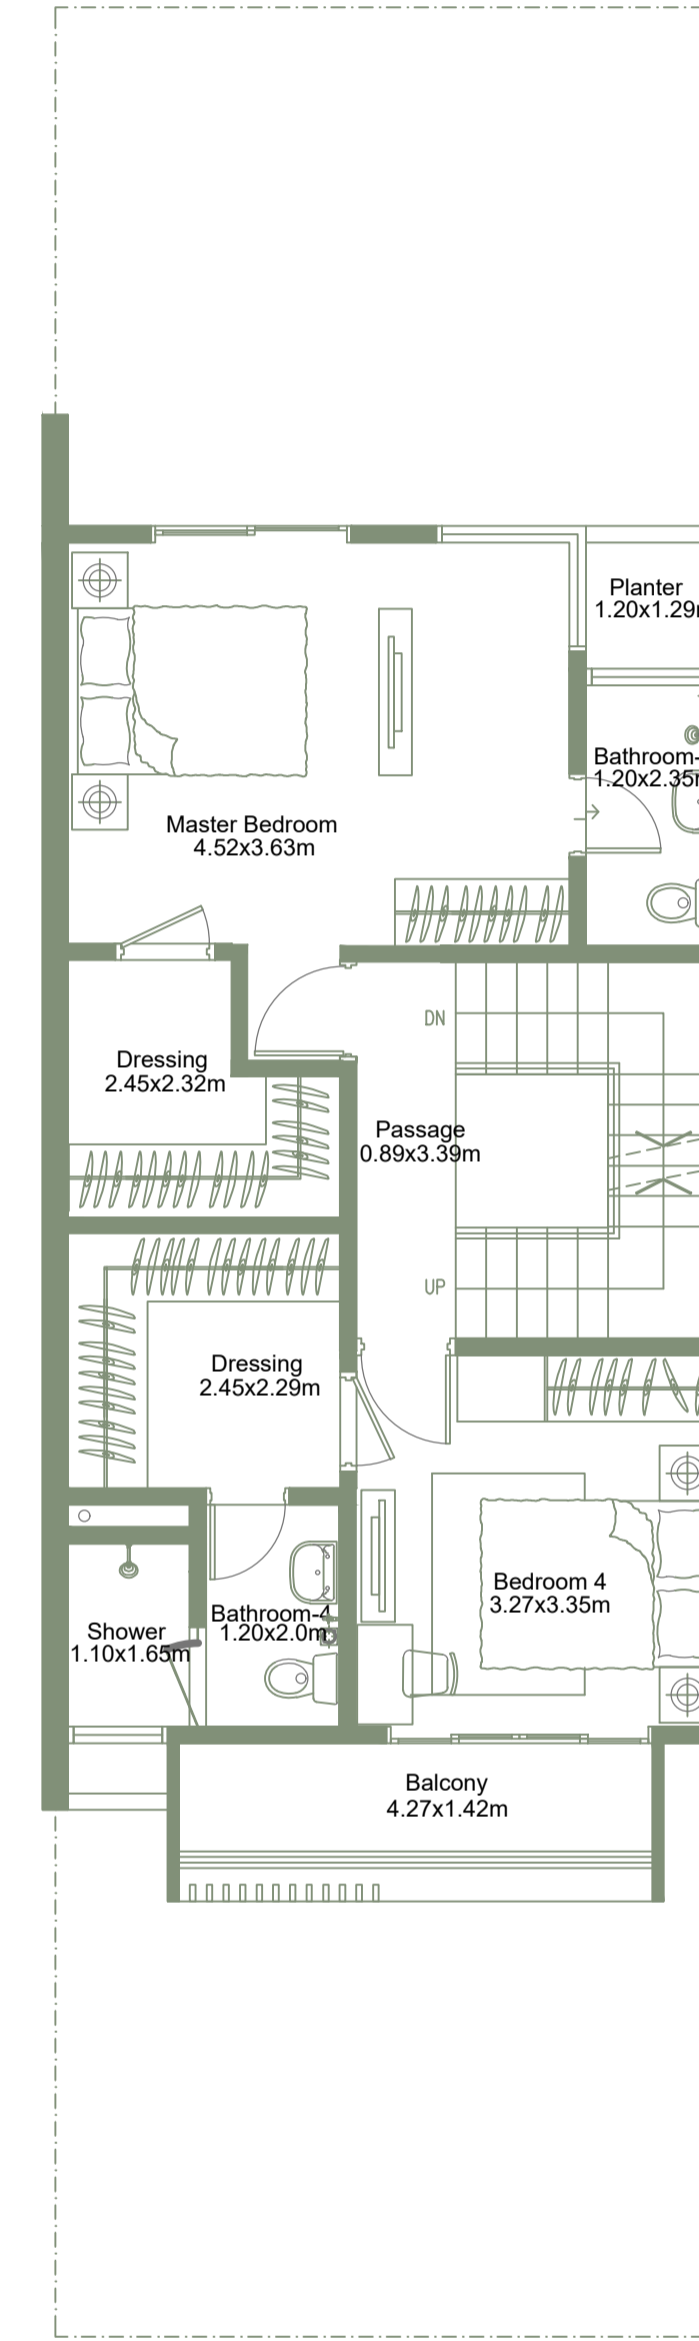 Planter
1.20x1.29m
Bathroom-
1.20x2.35m
Master Bedroom
4.52x3.63m
DN
Dressing
2.45x2.32m
Passage
0.89x3.39m
UP
Dressing
2.45x2.29m
Bedroom 4
3.27x3.35m
Bathroom-4
1.20x2.0m
Shower
1.10x1.65m
Balcony
4.27x1.42m